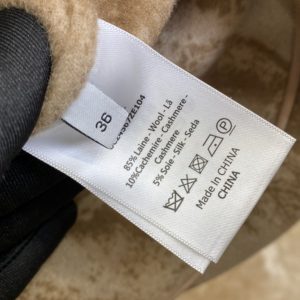 36
85% Laine - Wool - Lã
10%Cachemire - Cashmere -
Cashmere
5% Soie - Silk - Seda
Made in CHINA
CHINA